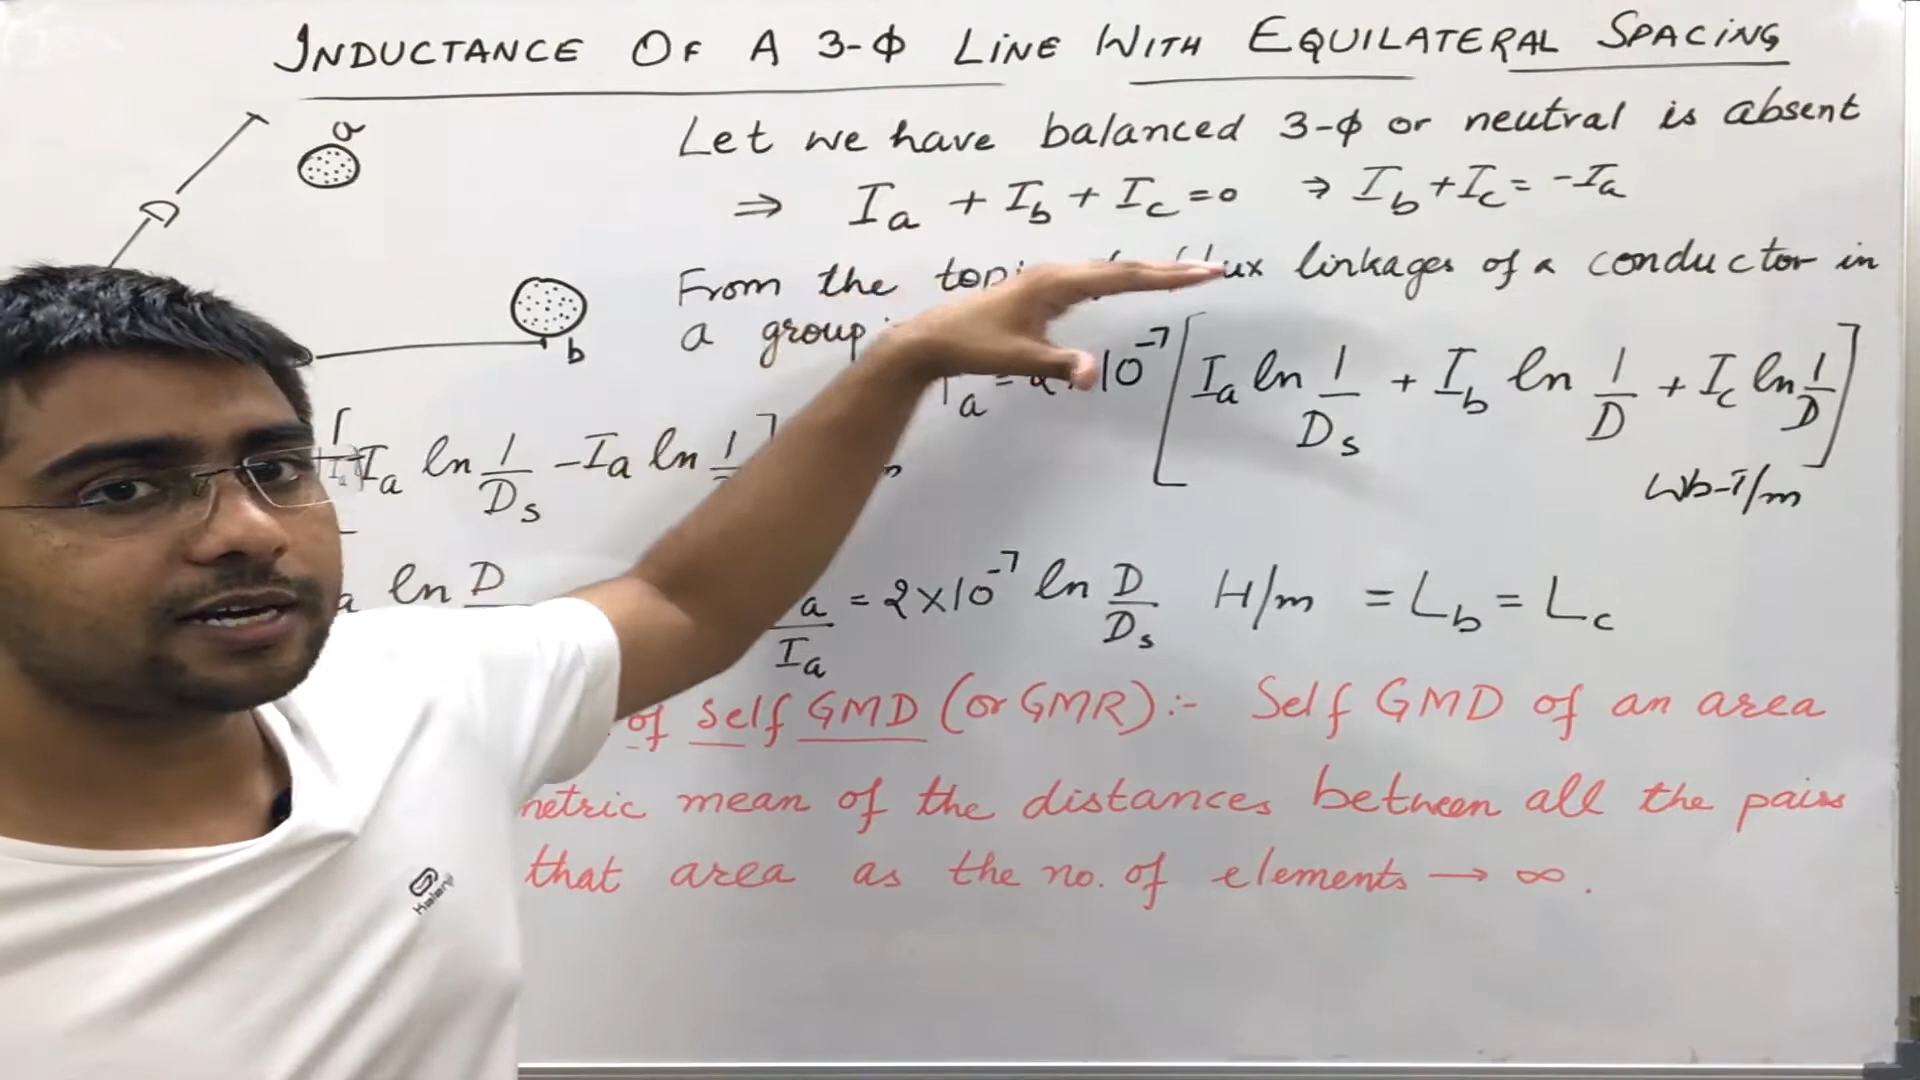 INDUCTANCE OF A 3-Φ LINE WITH EQUILATERAL SPACING
a
D
b
Let we have balanced 3-Φ or neutral is absent
⇒ Ia + Ib + Ic = 0 ⇒ Ib + Ic = -Ia
From the linkages of a conductor in
a group
a = 10^-7 [Ia ln 1/Ds + Ib ln 1/D + Ic ln 1/D]
Wb-T/m
Ia ln 1/Ds - Ia ln 1
ln D
a/Ia = 2×10^-7 ln D/Ds H/m = Lb = Lc
of self GMD (or GMR):- Self GMD of an area
mean of the distances between all the pairs
that area as the no. of elements → ∞.